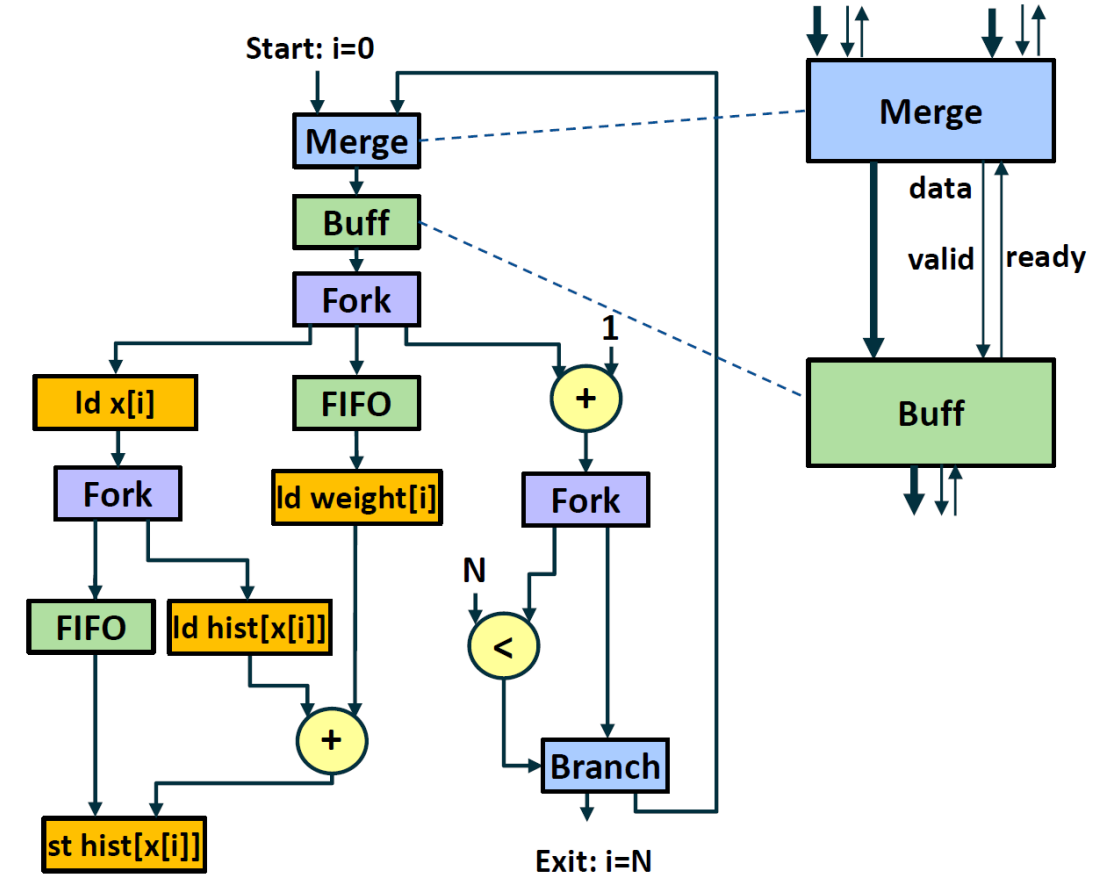 Start: i=0
Merge
Buff
Fork
1
ld x[i]
FIFO
+
Fork
ld weight[i]
Fork
N
FIFO
ld hist[x[i]]
<
+
Branch
st hist[x[i]]
Exit: i=N
Merge
data
valid
ready
Buff